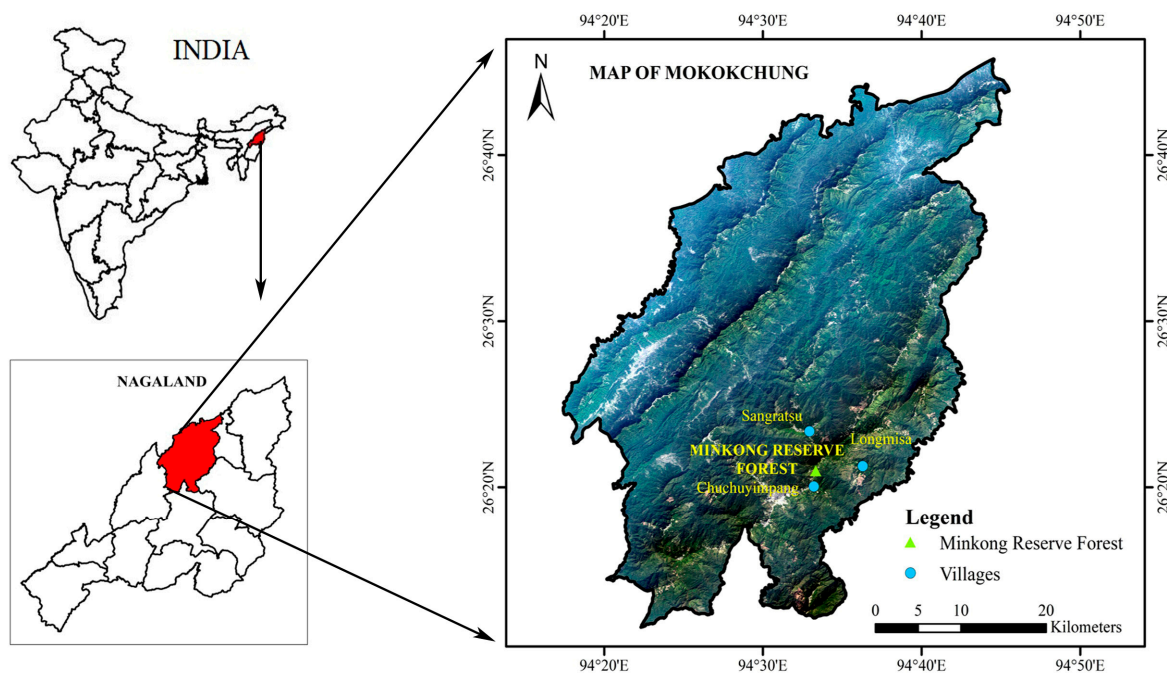 INDIA
NAGALAND
94°20'E 94°30'E 94°40'E 94°50'E
N
MAP OF MOKOKCHUNG
26°40'N 26°40'N
26°30'N 26°30'N
Sangratsu
Longmisa
MINKONG RESERVE
FOREST
Chuchuyimpang
26°20'N 26°20'N
Legend
Minkong Reserve Forest
Villages
0 5 10 20
Kilometers
94°20'E 94°30'E 94°40'E 94°50'E